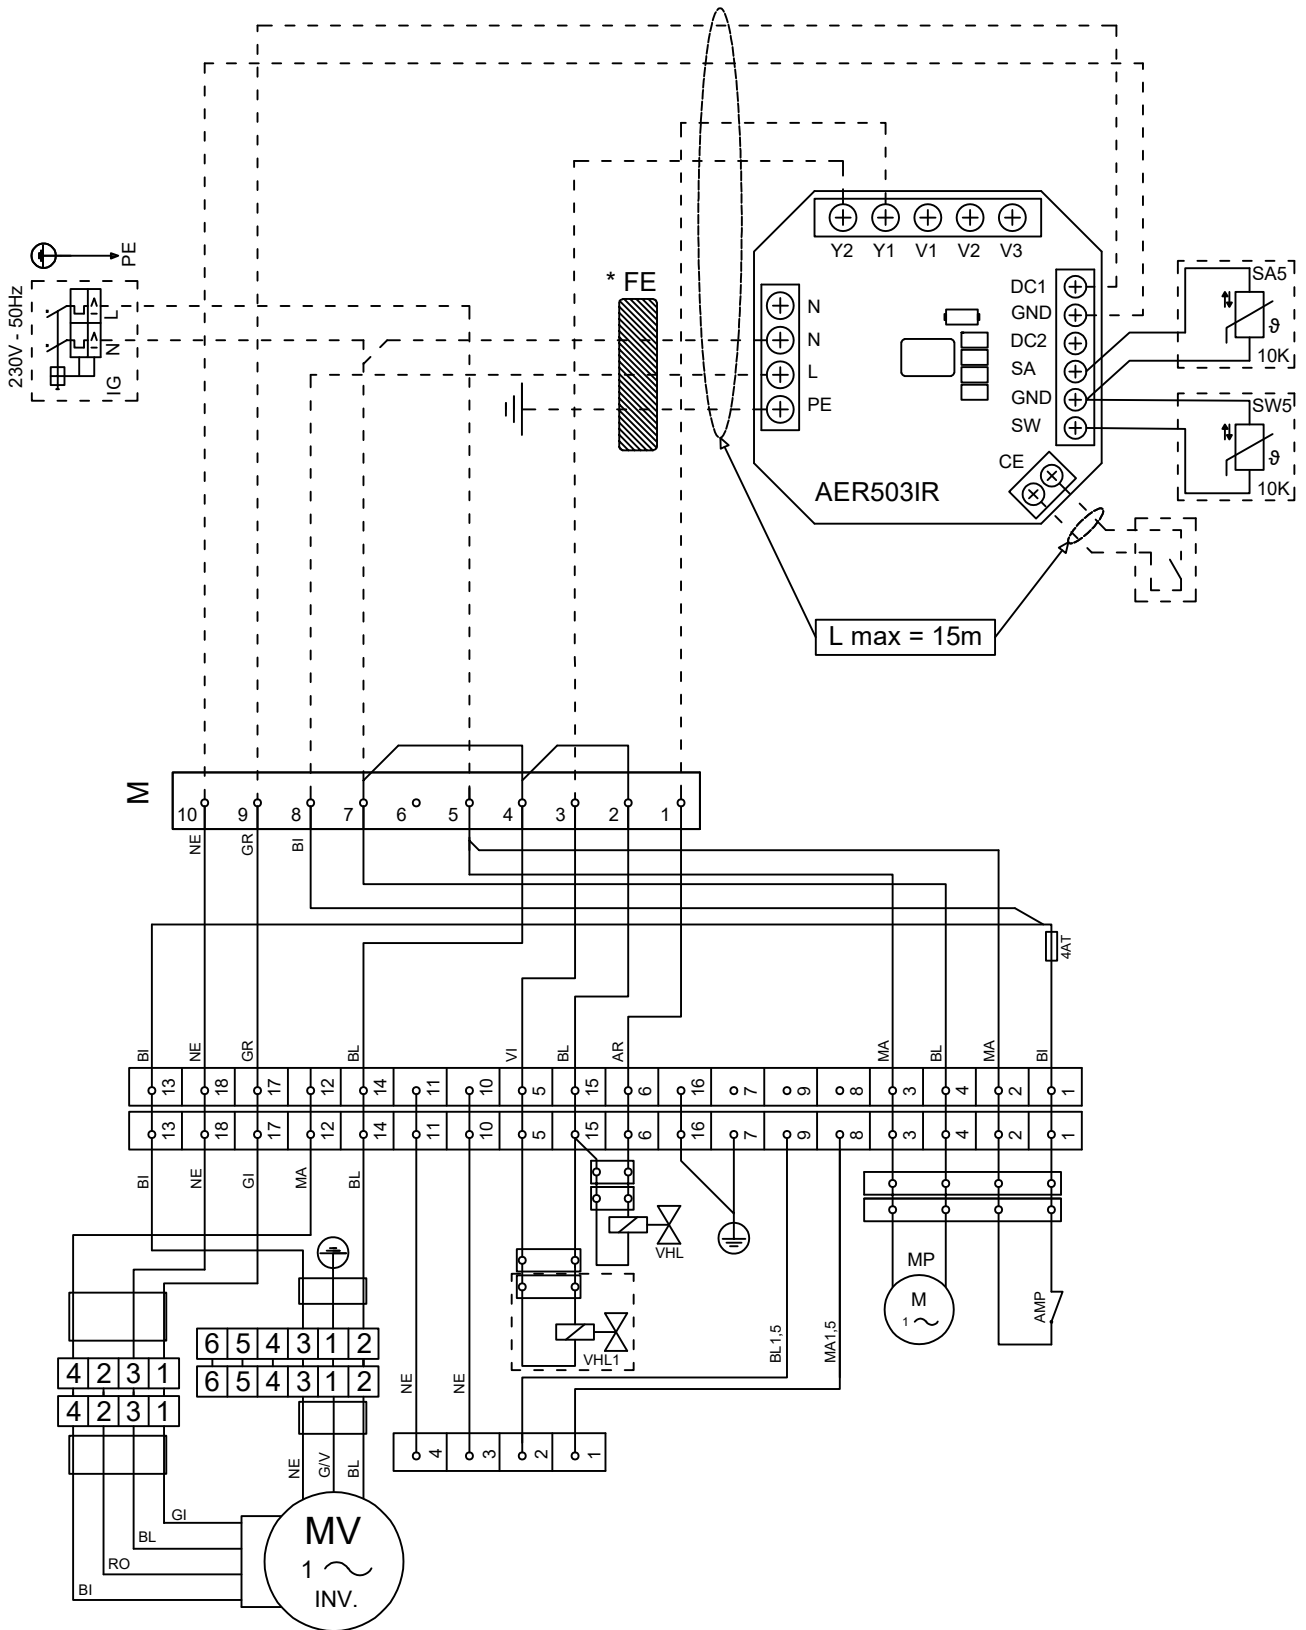 PE
230V - 50Hz
L
N
IG
* FE
Y2 Y1 V1 V2 V3
N
N
L
PE
DC1
GND
DC2
SA
GND
SW
CE
AER503IR
SA5
ϑ
10K
SW5
ϑ
10K
L max = 15m
M
10 9 8 7 6 5 4 3 2 1
NE GR BI
4AT
BI NE GR BL VI BL AR MA BL MA BI
13 18 17 12 14 11 10 5 15 6 16 7 9 8 3 4 2 1
13 18 17 12 14 11 10 5 15 6 16 7 9 8 3 4 2 1
BI NE GI MA BL
VHL
VHL1
MP
M
1
AMP
BL1,5
MA1,5
NE
NE
6 5 4 3 1 2
6 5 4 3 1 2
4 2 3 1
4 2 3 1
4 3 2 1
NE G/V BL
GI
BL
RO
BI
MV
1
INV.